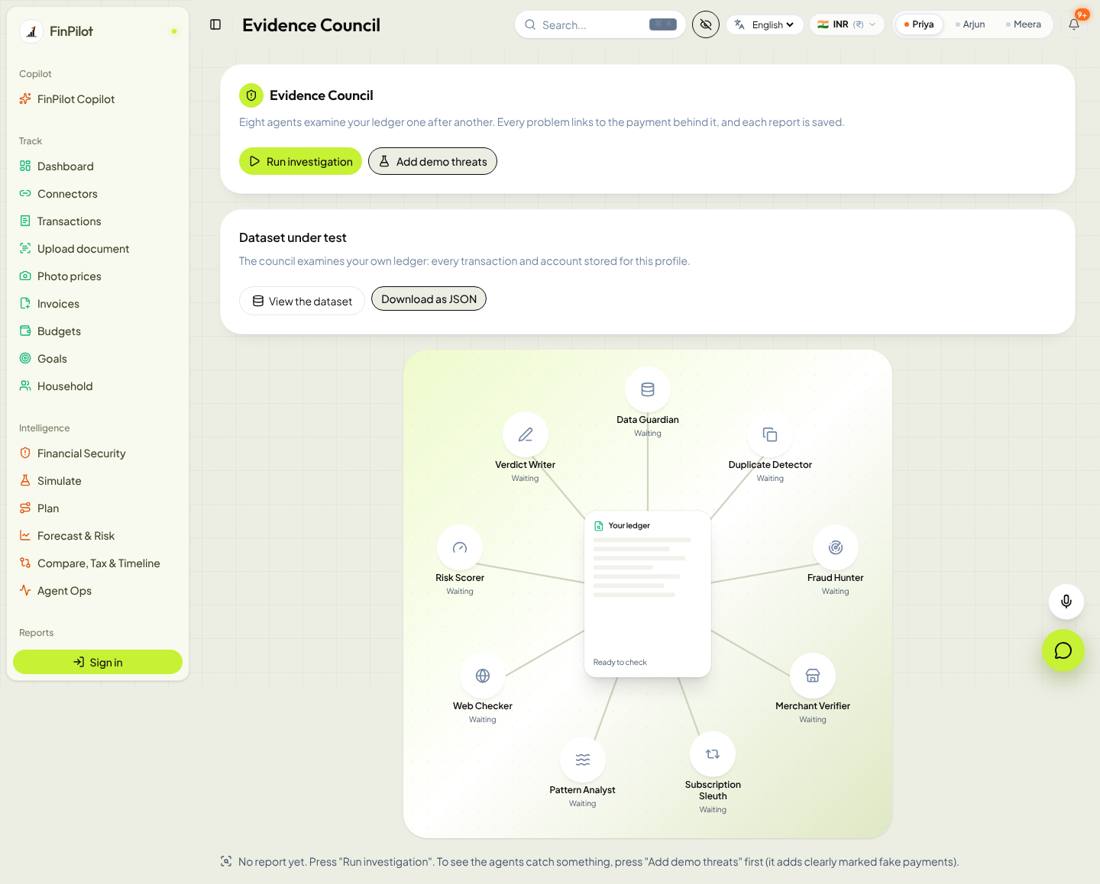 FinPilot
Copilot
FinPilot Copilot
Track
Dashboard
Connectors
Transactions
Upload document
Photo prices
Invoices
Budgets
Goals
Household
Intelligence
Financial Security
Simulate
Plan
Forecast & Risk
Compare, Tax & Timeline
Agent Ops
Reports
Sign in
Evidence Council
Search...
English
🇮🇳 INR (₹)
Priya
Arjun
Meera
9+
Evidence Council
Eight agents examine your ledger one after another. Every problem links to the payment behind it, and each report is saved.
Run investigation
Add demo threats
Dataset under test
The council examines your own ledger: every transaction and account stored for this profile.
View the dataset
Download as JSON
Data Guardian
Waiting
Verdict Writer
Waiting
Duplicate Detector
Waiting
Your ledger
Risk Scorer
Waiting
Fraud Hunter
Waiting
Ready to check
Web Checker
Waiting
Merchant Verifier
Waiting
Pattern Analyst
Waiting
Subscription
Sleuth
Waiting
No report yet. Press "Run investigation". To see the agents catch something, press "Add demo threats" first (it adds clearly marked fake payments).